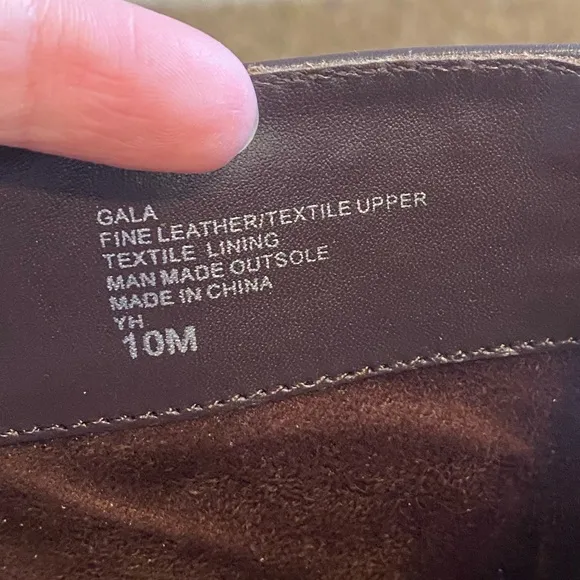 GALA
FINE LEATHER/TEXTILE UPPER
TEXTILE LINING
MAN MADE OUTSOLE
MADE IN CHINA
YH
10M